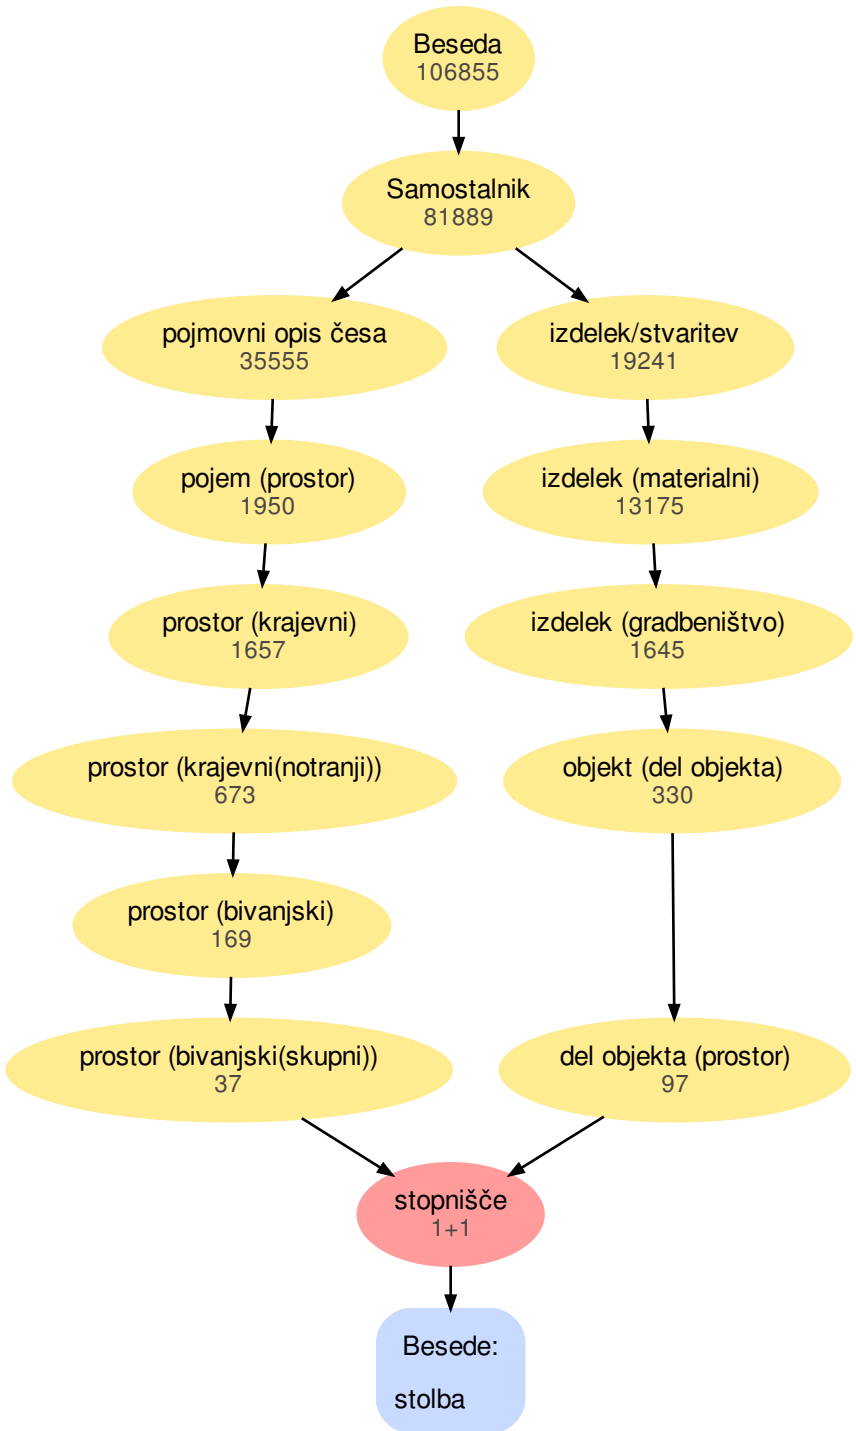 Beseda
106855
Samostalnik
81889
pojmovni opis česa
35555
izdelek/stvaritev
19241
pojem (prostor)
1950
izdelek (materialni)
13175
prostor (krajevni)
1657
izdelek (gradbeništvo)
1645
prostor (krajevni(notranji))
673
objekt (del objekta)
330
prostor (bivanjski)
169
prostor (bivanjski(skupni))
37
del objekta (prostor)
97
stopnišče
1+1
Besede:
stolba